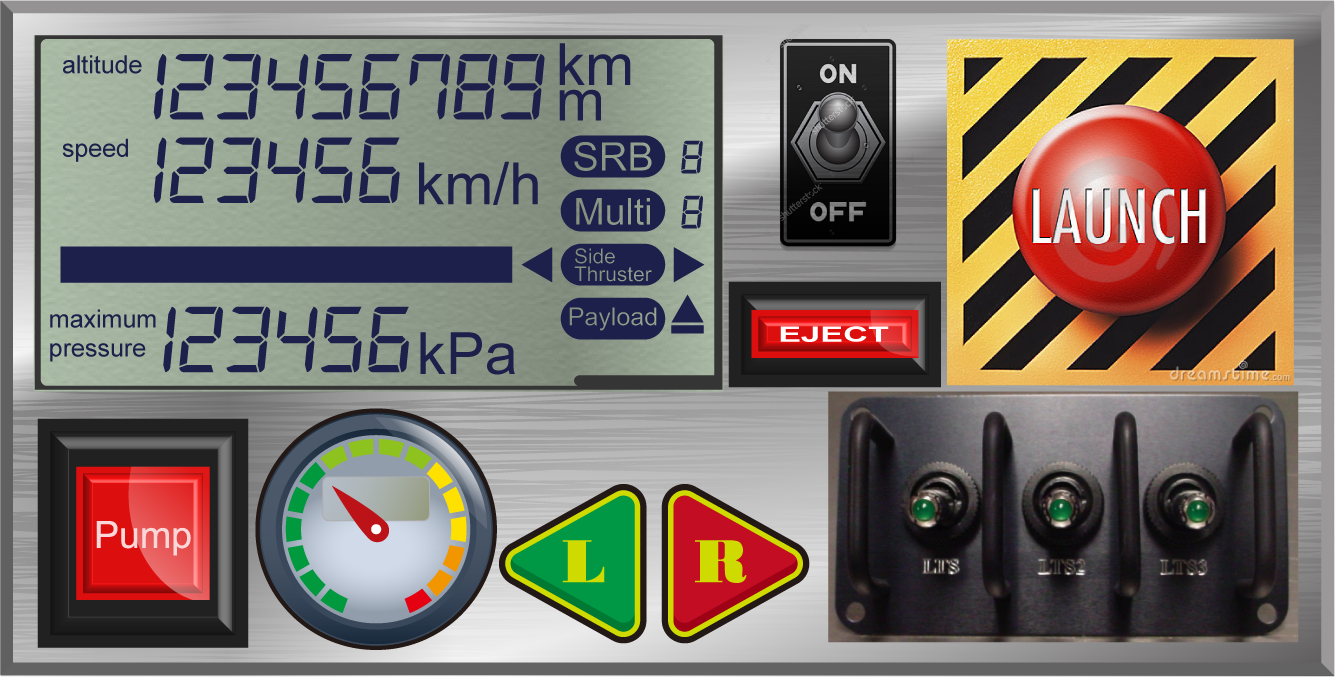 altitude 123456789 km
m
speed 123456 km/h
SRB 8
Multi 8
Side
Thruster
Payload
maximum
pressure 123456 kPa
ON
OFF
shutterstock
EJECT
LAUNCH
dreamstime.com
Pump
L R
LTS LTS2 LTS3